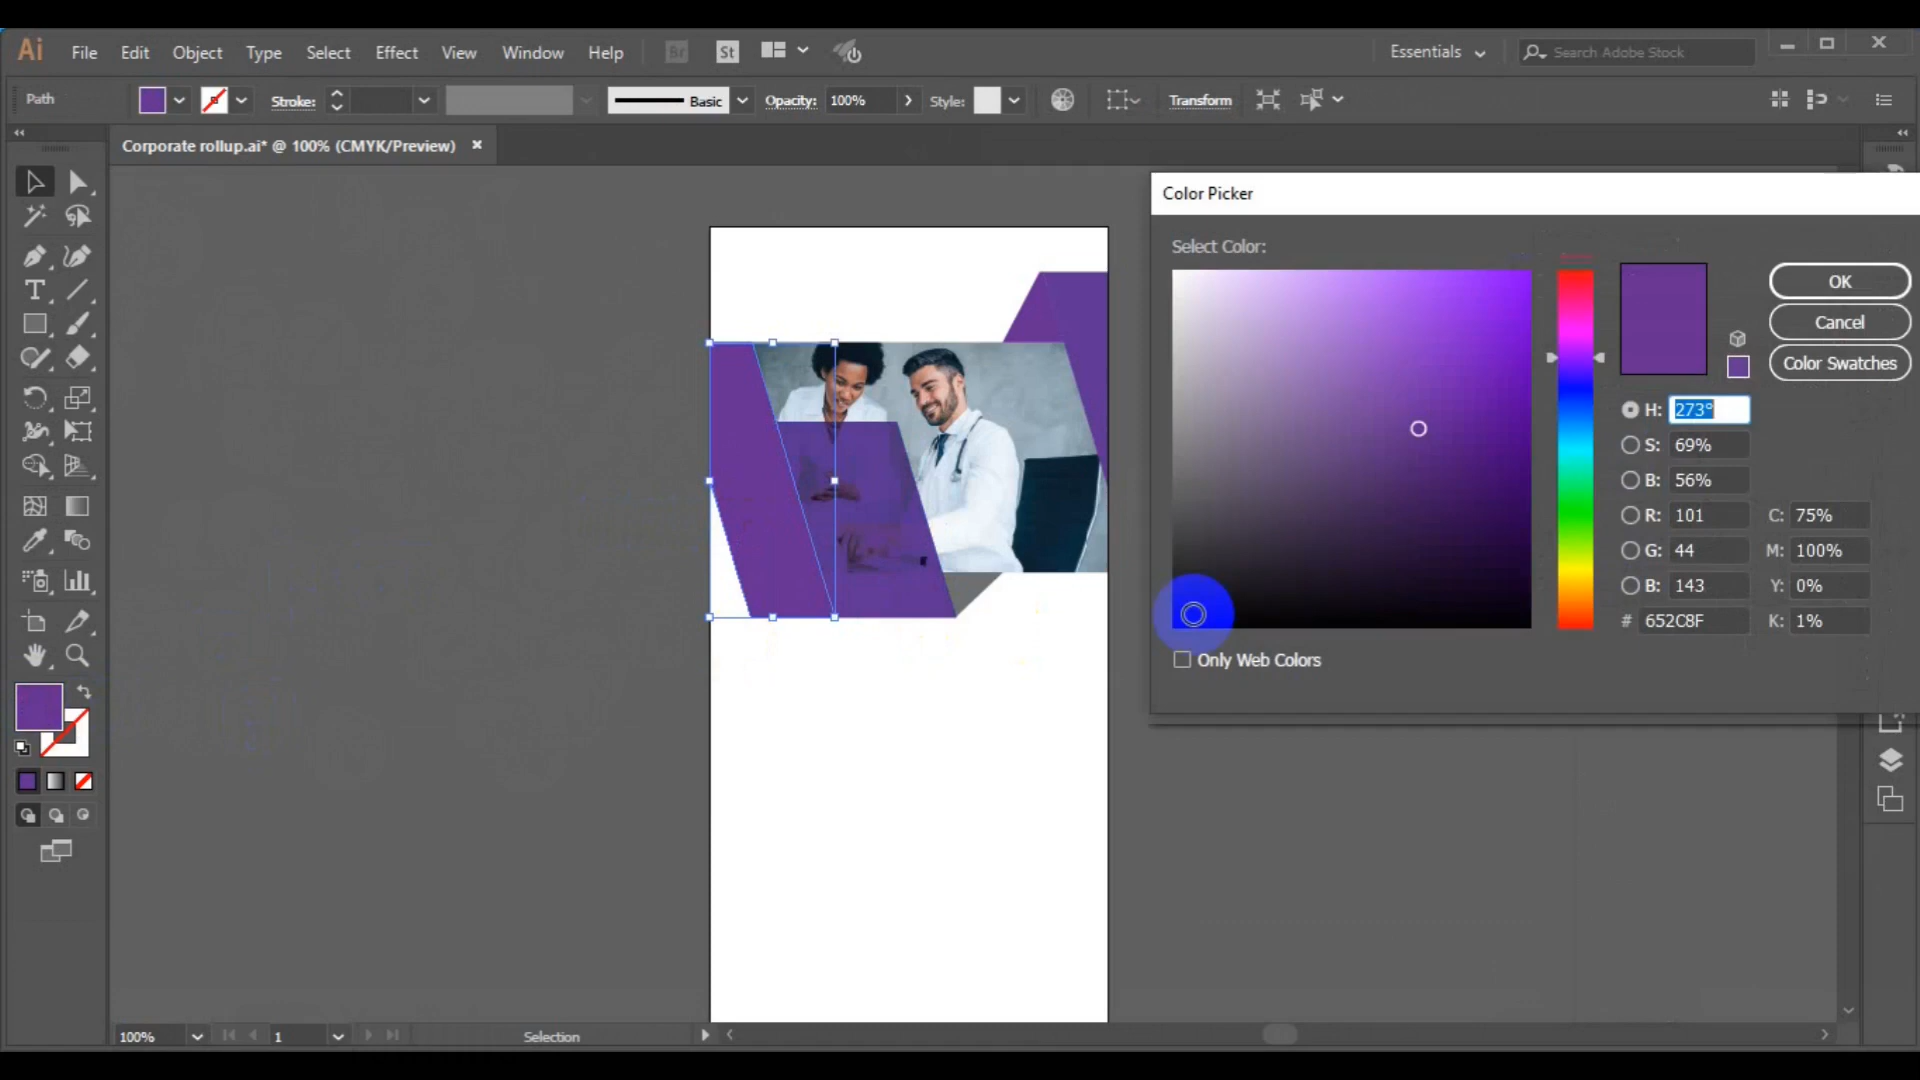 Ai File Edit Object Type Select Effect View Window Help Br St Essentials Search Adobe Stock
Path Stroke: Basic Opacity: 100% Style: Transform
Corporate rollup.ai* @ 100% (CMYK/Preview)
Color Picker
Select Color:
OK
Cancel
Color Swatches
H: 273°
S: 69%
B: 56%
R: 101 C: 75%
G: 44 M: 100%
B: 143 Y: 0%
# 652C8F K: 1%
Only Web Colors
100% 1 Selection